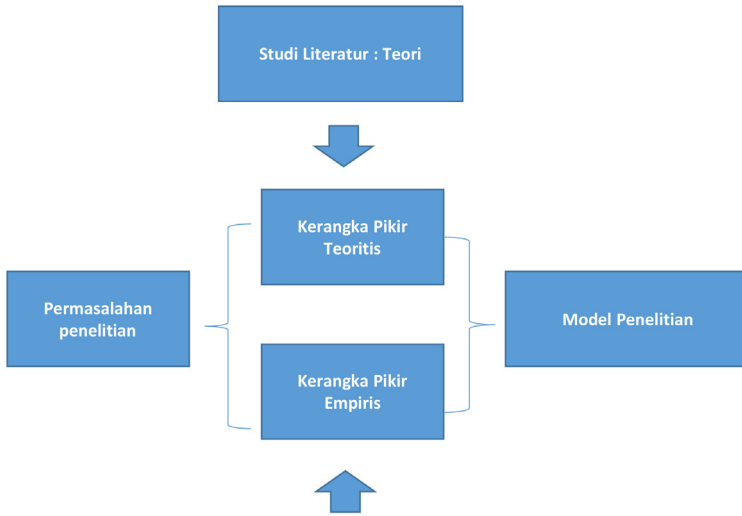 Studi Literatur : Teori
Kerangka Pikir
Teoritis
Permasalahan
penelitian
Model Penelitian
Kerangka Pikir
Empiris